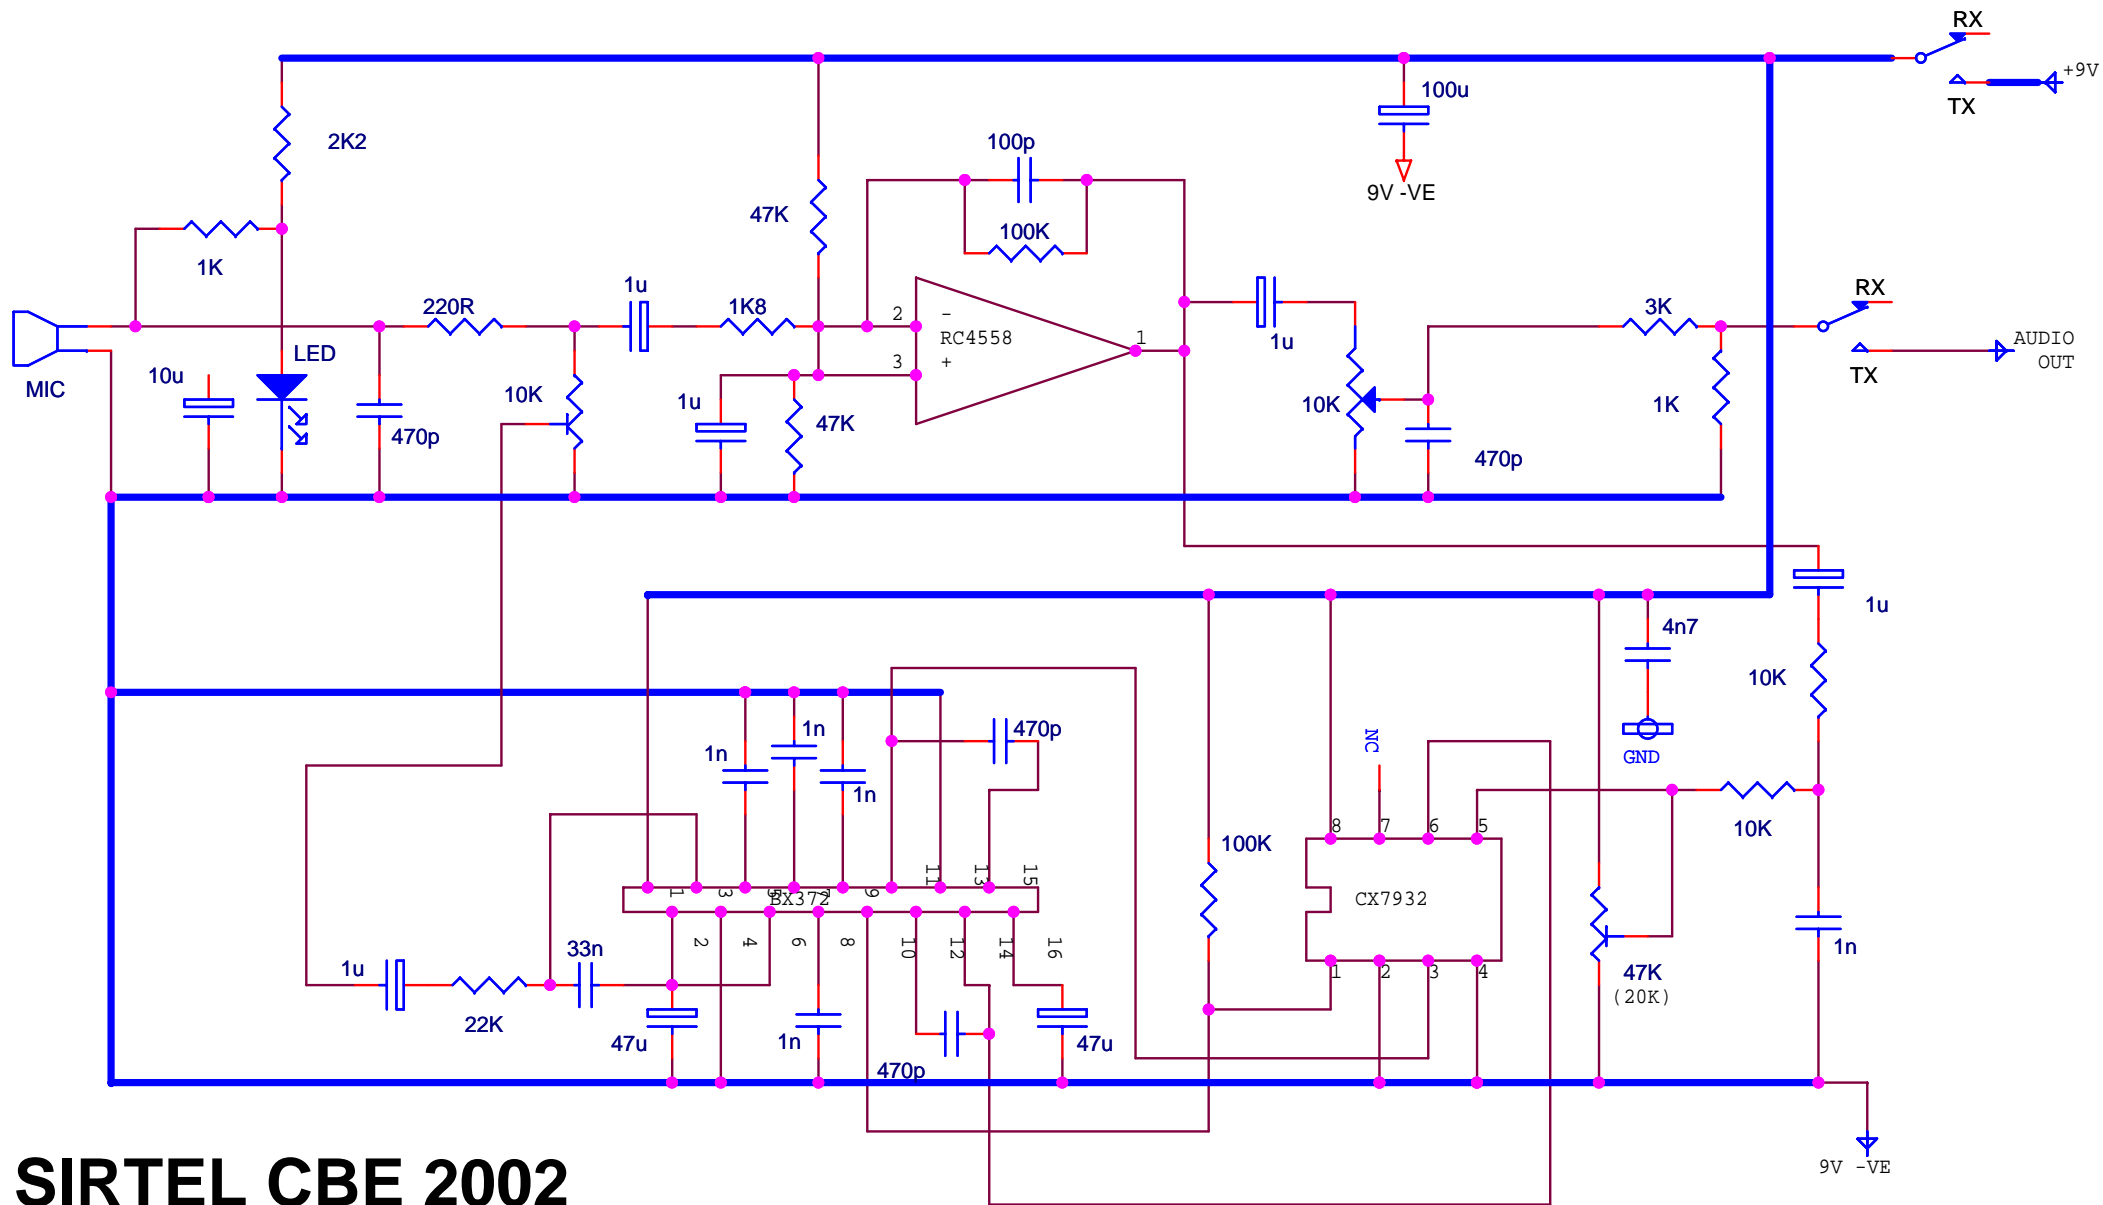 RX
+9V
TX
100u
9V -VE
2K2
100p
47K
100K
1K
1u
220R
1K8
2
-
RC4558
1
3
+
1u
3K
RX
AUDIO
OUT
TX
MIC
LED
10u
10K
1u
47K
10K
1K
470p
470p
1u
4n7
10K
GND
1n
1n
1n
470p
NC
10K
8
7
6
5
100K
CX7932
1
2
3
4
1
3
5
BX372
7
9
11
13
15
2
4
6
8
10
12
14
16
1n
47K
(20K)
1u
22K
33n
47u
1n
470p
47u
9V -VE
SIRTEL CBE 2002